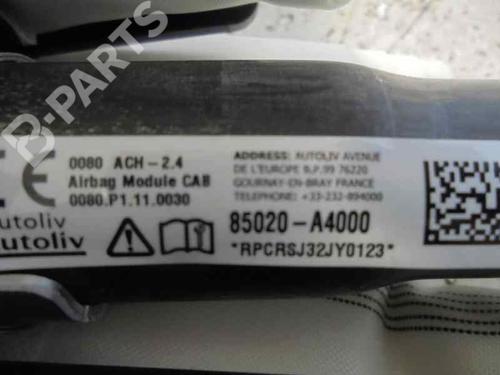 B-PARTS
0080 ACH-2.4
Airbag Module CAB
0080.P1.11.0030
ADDRESS: AUTOLIV AVENUE
DE L'EUROPE B.P.99 76220
GOURNAY-EN-BRAY FRANCE
TELEPHONE: +33-232-894000
CE
Autoliv
Autoliv
85020-A4000
*RPCRSJ32JY0123*